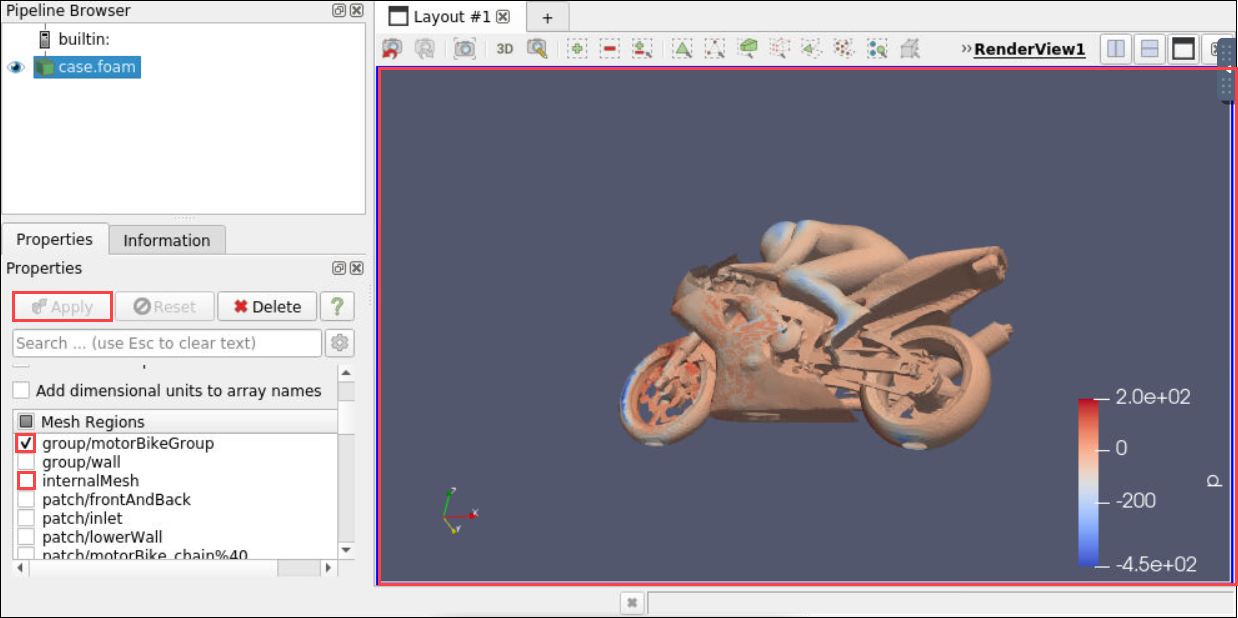 Pipeline Browser
builtin:
case.foam
Properties
Information
Properties
Apply
Reset
Delete
?
Search ... (use Esc to clear text)
Add dimensional units to array names
Mesh Regions
group/motorBikeGroup
group/wall
internalMesh
patch/frontAndBack
patch/inlet
patch/lowerWall
patch/motorBike_chain%40
Layout #1
+
3D
»RenderView1
2.0e+02
0
-200
-4.5e+02
p
Z
X
Y